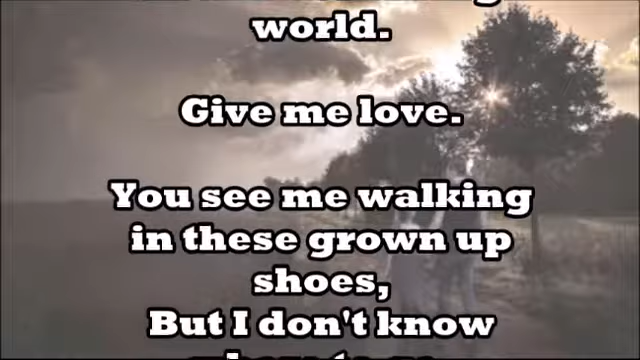 world.
Give me love.
You see me walking
in these grown up
shoes,
But I don't know